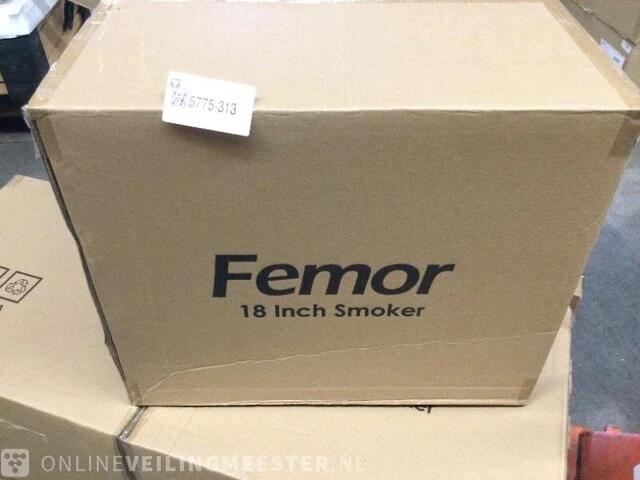 5775-313
Femor
18 Inch Smoker
ONLINEVEILINGMEESTER.NL